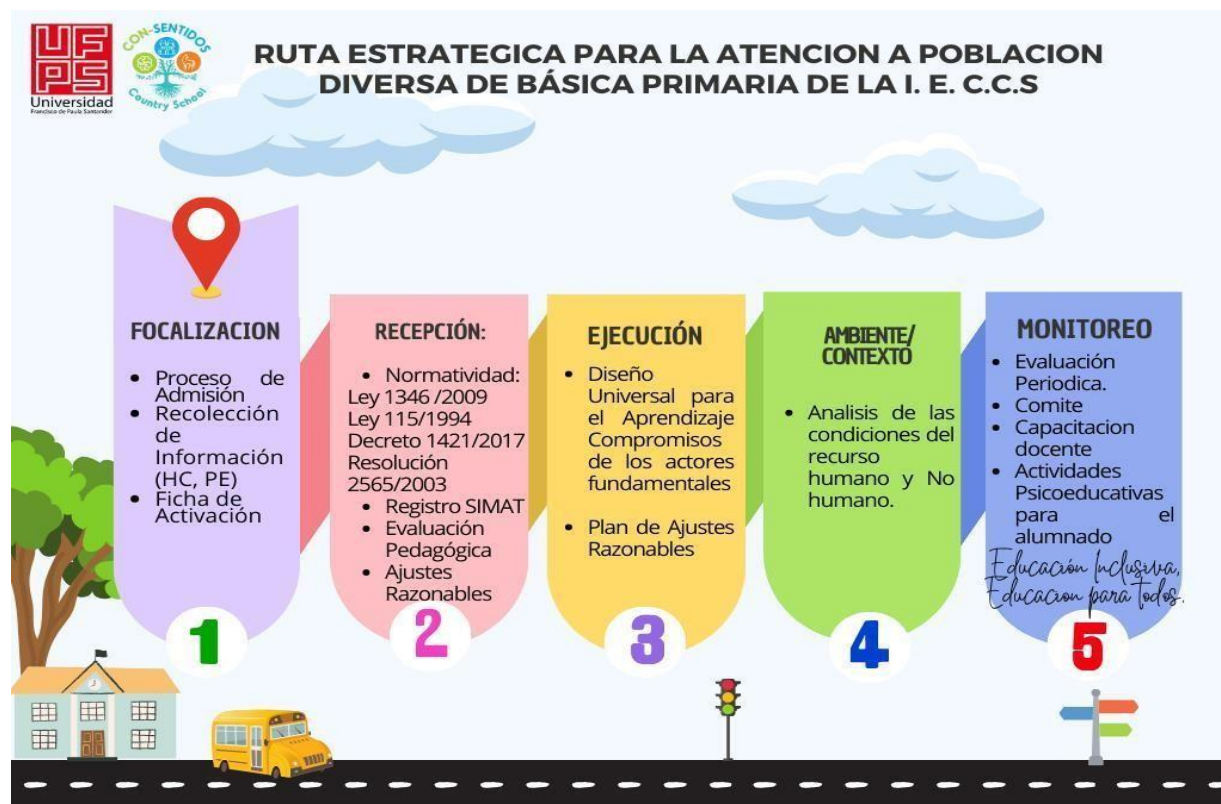 UFPS
Universidad
Francisco de Paula Santander
CON-SENTIDOS
Country School
RUTA ESTRATEGICA PARA LA ATENCION A POBLACION
DIVERSA DE BÁSICA PRIMARIA DE LA I. E. C.C.S
FOCALIZACION
• Proceso de
Admisión
• Recolección
de
Información
(HC, PE)
• Ficha de
Activación
1
RECEPCIÓN:
• Normatividad:
Ley 1346 /2009
Ley 115/1994
Decreto 1421/2017
Resolución
2565/2003
• Registro SIMAT
• Evaluación
Pedagógica
• Ajustes
Razonables
2
EJECUCIÓN
• Diseño
Universal para
el Aprendizaje
Compromisos
de los actores
fundamentales
• Plan de Ajustes
Razonables
3
AMBIENTE/
CONTEXTO
• Analisis de las
condiciones del
recurso
humano y No
humano.
4
MONITOREO
• Evaluación
Periodica.
• Comite
• Capacitacion
docente
• Actividades
Psicoeducativas
para el
alumnado
Educación Inclusiva,
Educacion para Todos.
5